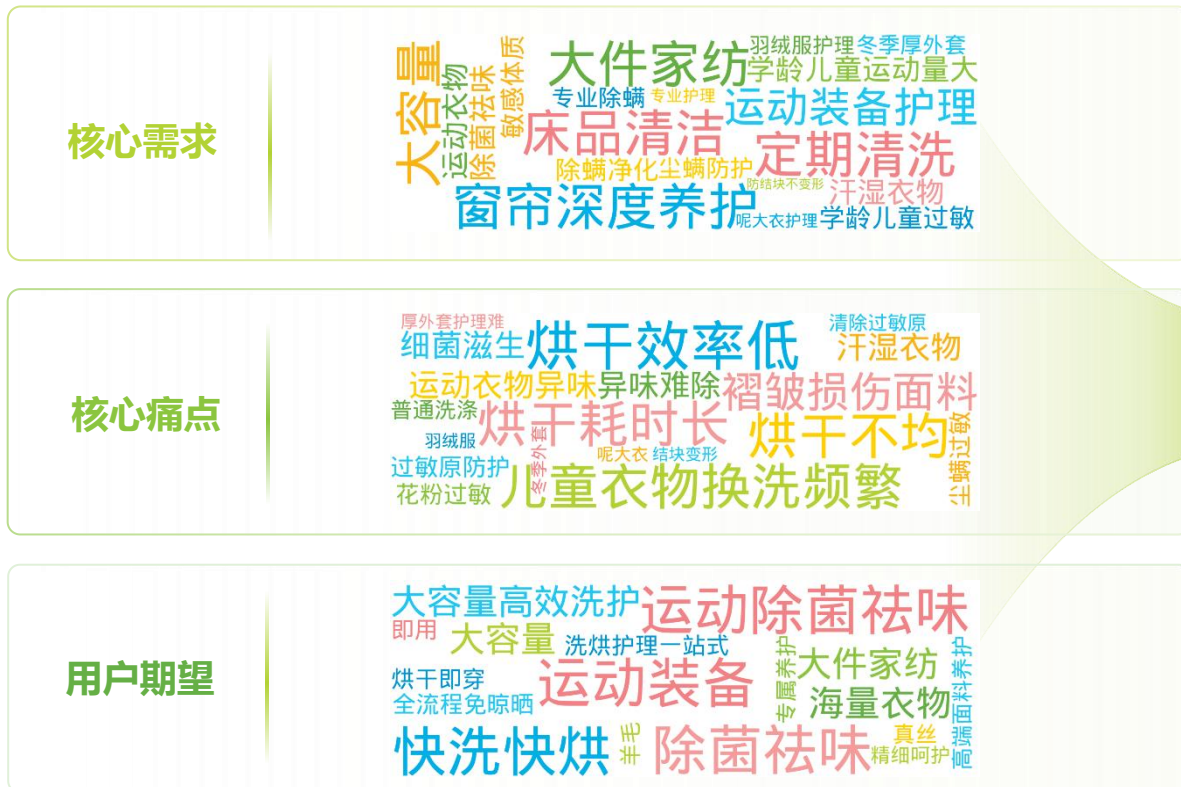 核心需求
大容量
运动衣物
除菌祛味
敏感体质
大件家纺
羽绒服护理
冬季厚外套
学龄儿童运动量大
专业除螨
专业护理
运动装备护理
床品清洁
定期清洗
除螨净化
尘螨防护
防结块不变形
汗湿衣物
窗帘深度养护
呢大衣护理
学龄儿童过敏
核心痛点
厚外套护理难
细菌滋生
烘干效率低
清除过敏原
汗湿衣物
运动衣物异味
异味难除
褶皱损伤面料
普通洗涤
烘干耗时长
烘干不均
羽绒服
冬季外套
呢大衣
结块变形
尘螨过敏
过敏原防护
花粉过敏
儿童衣物换洗频繁
用户期望
大容量高效洗护
运动除菌祛味
即用
大容量
洗烘护理一站式
烘干即穿
运动装备
专属养护
大件家纺
全流程免晾晒
海量衣物
高端面料养护
快洗快烘
羊毛
除菌祛味
真丝
精细呵护